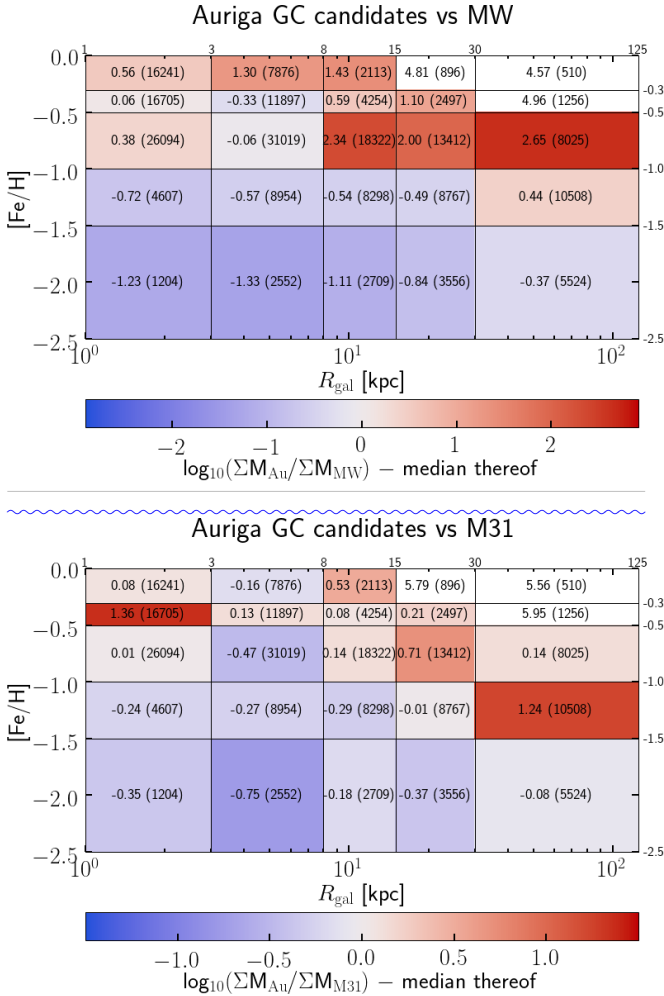 Auriga GC candidates vs MW
1 3 8 15 30 125
0.0 0.56 (16241) 1.30 (7876) 1.43 (2113) 4.81 (896) 4.57 (510)
-0.3
0.06 (16705) -0.33 (11897) 0.59 (4254) 1.10 (2497) 4.96 (1256)
−0.5 -0.5
0.38 (26094) -0.06 (31019) 2.34 (18322) 2.00 (13412) 2.65 (8025)
−1.0 -1.0
[Fe/H]
-0.72 (4607) -0.57 (8954) -0.54 (8298) -0.49 (8767) 0.44 (10508)
−1.5 -1.5
-1.23 (1204) -1.33 (2552) -1.11 (2709) -0.84 (3556) -0.37 (5524)
−2.0
−2.5 -2.5
10⁰ 10¹ 10²
R_gal [kpc]
−2 −1 0 1 2
log₁₀(ΣM_Au/ΣM_MW) − median thereof
Auriga GC candidates vs M31
1 3 8 15 30 125
0.0 0.08 (16241) -0.16 (7876) 0.53 (2113) 5.79 (896) 5.56 (510)
-0.3
1.36 (16705) 0.13 (11897) 0.08 (4254) 0.21 (2497) 5.95 (1256)
−0.5 -0.5
0.01 (26094) -0.47 (31019) 0.14 (18322) 0.71 (13412) 0.14 (8025)
−1.0 -1.0
[Fe/H]
-0.24 (4607) -0.27 (8954) -0.29 (8298) -0.01 (8767) 1.24 (10508)
−1.5 -1.5
-0.35 (1204) -0.75 (2552) -0.18 (2709) -0.37 (3556) -0.08 (5524)
−2.0
−2.5 -2.5
10⁰ 10¹ 10²
R_gal [kpc]
−1.0 −0.5 0.0 0.5 1.0
log₁₀(ΣM_Au/ΣM_M31) − median thereof